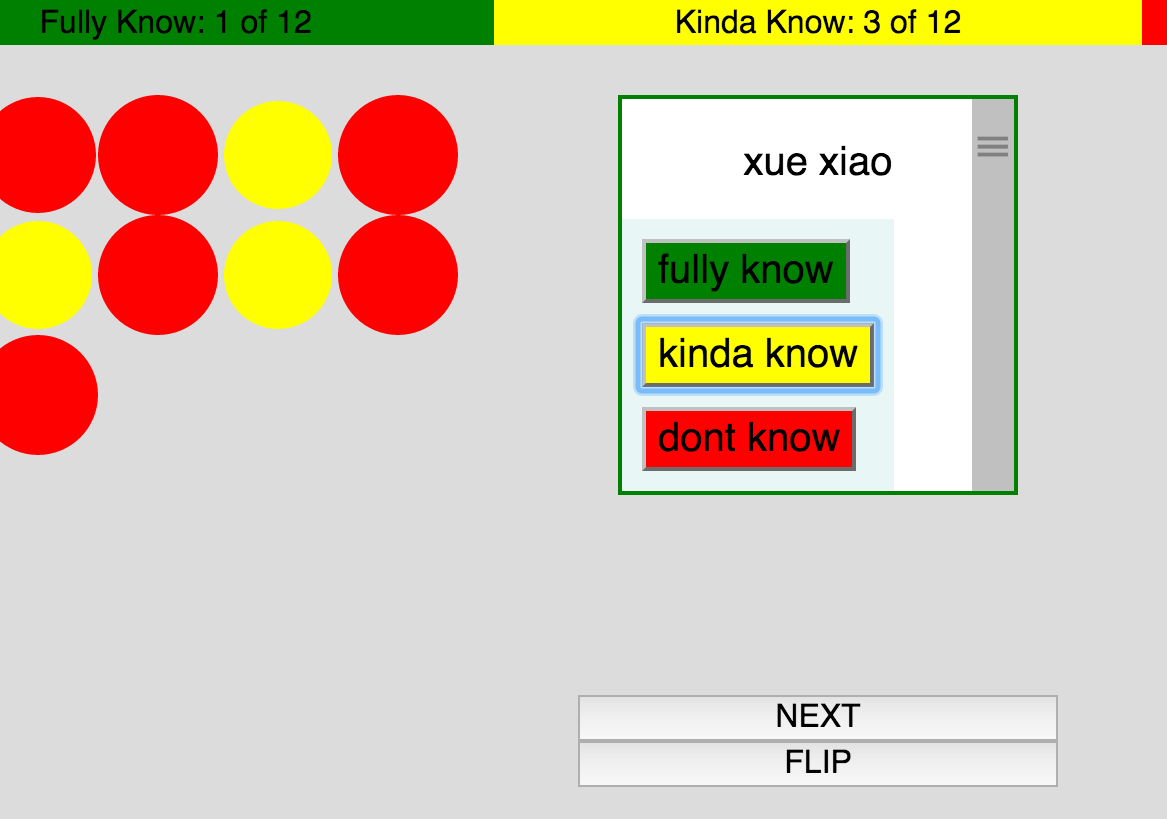 Fully Know: 1 of 12
Kinda Know: 3 of 12
xue xiao
fully know
kinda know
dont know
NEXT
FLIP